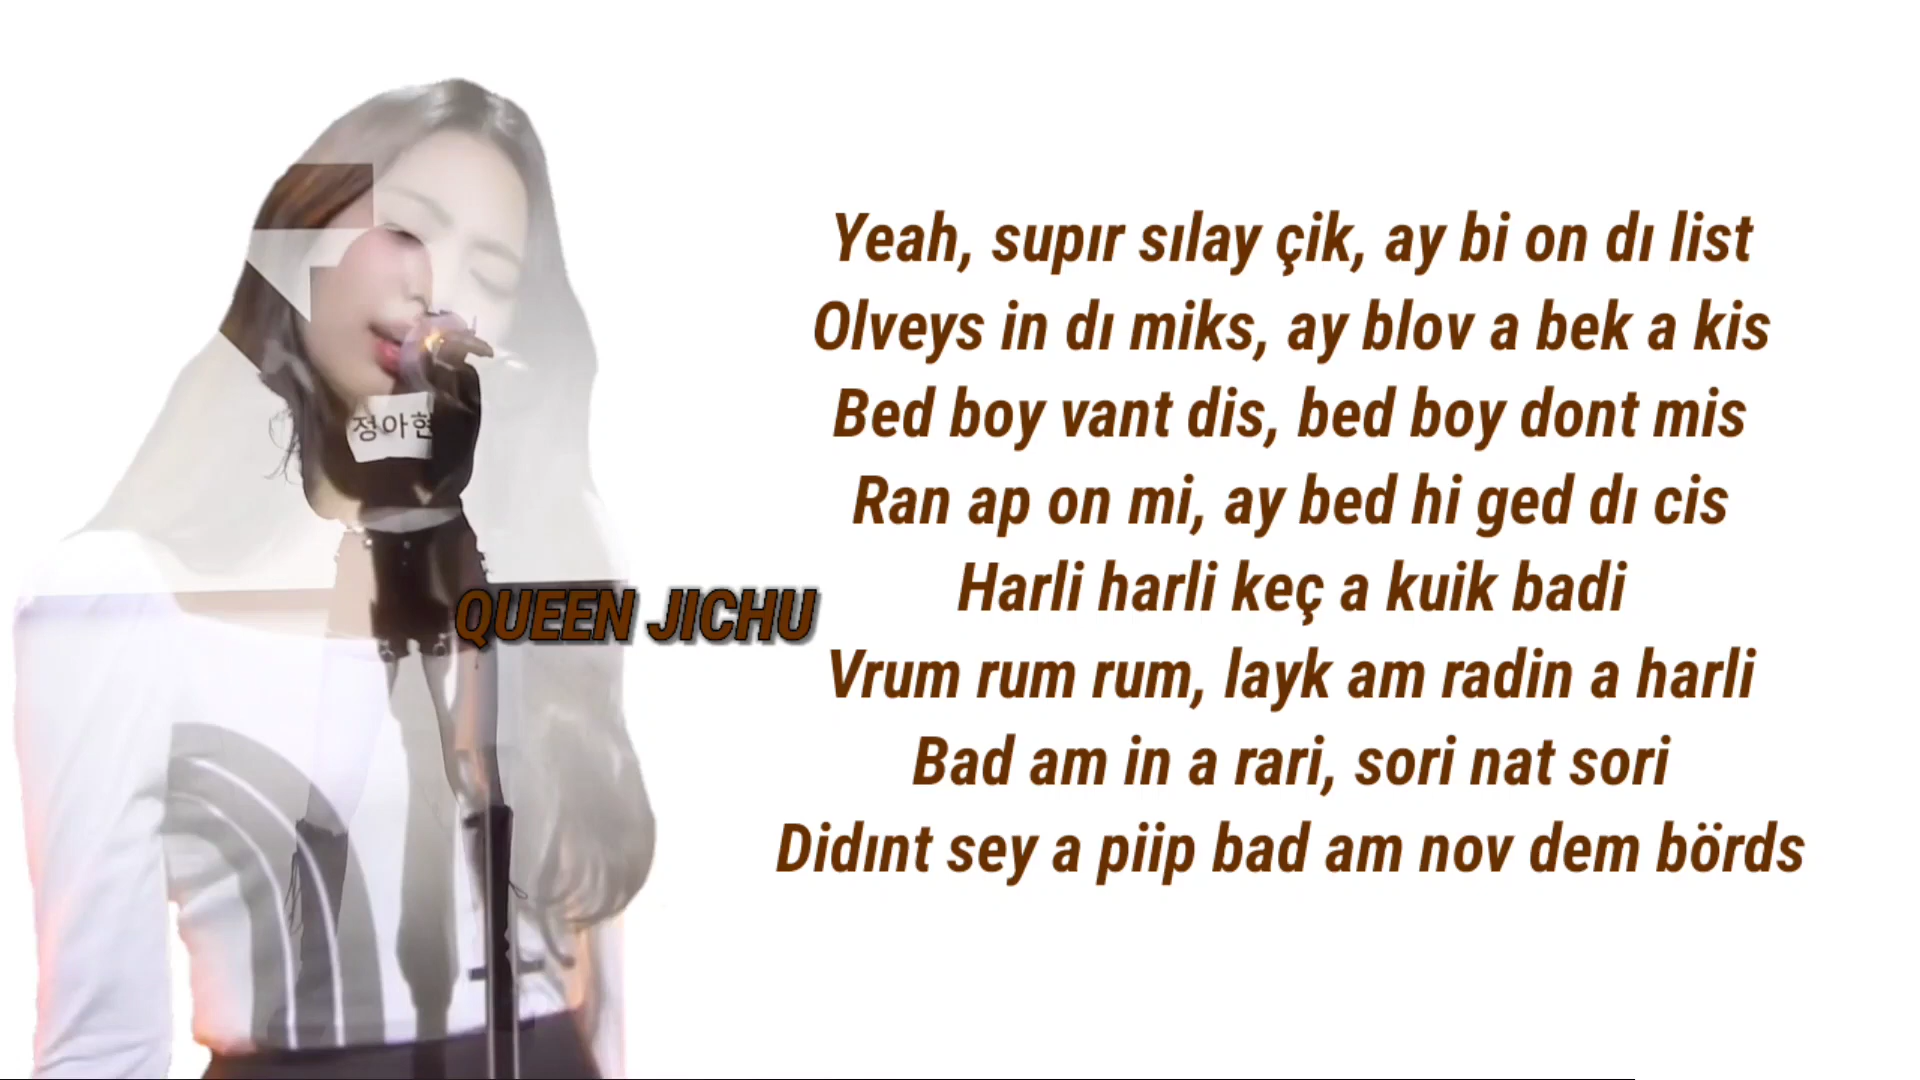 Yeah, supır sılay çik, ay bi on dı list
Olveys in dı miks, ay blov a bek a kis
Bed boy vant dis, bed boy dont mis
정아현
Ran ap on mi, ay bed hi ged dı cis
Harli harli keç a kuik badi
QUEEN JICHU
Vrum rum rum, layk am radin a harli
Bad am in a rari, sori nat sori
Didınt sey a piip bad am nov dem börds